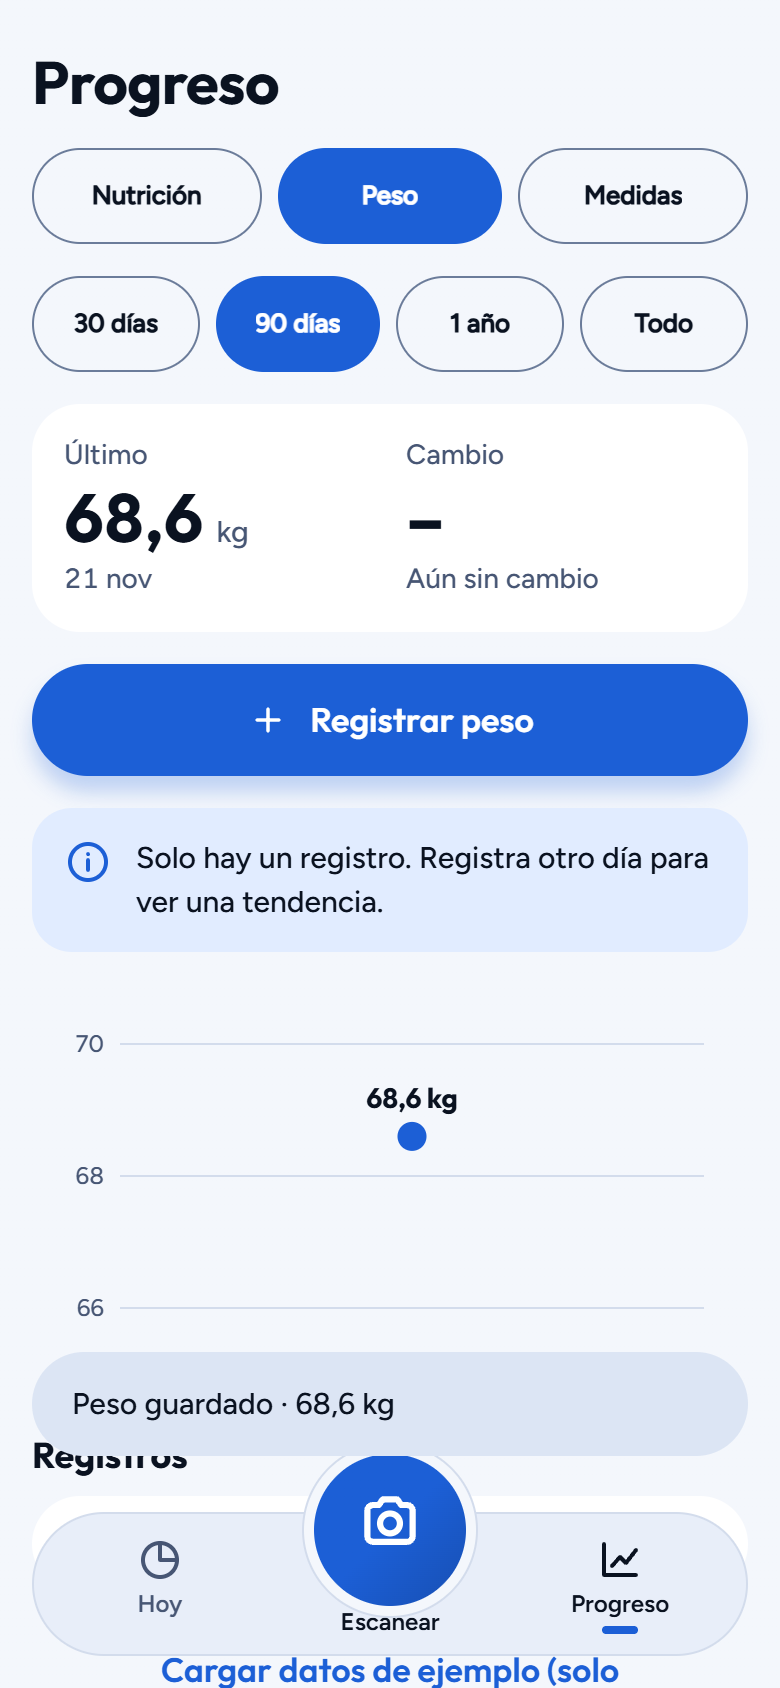 Progreso
Nutrición
Peso
Medidas
30 días
90 días
1 año
Todo
Último
Cambio
68,6 kg
–
21 nov
Aún sin cambio
+ Registrar peso
Solo hay un registro. Registra otro día para
ver una tendencia.
70
68,6 kg
68
66
Peso guardado · 68,6 kg
Registros
Hoy
Escanear
Progreso
Cargar datos de ejemplo (solo